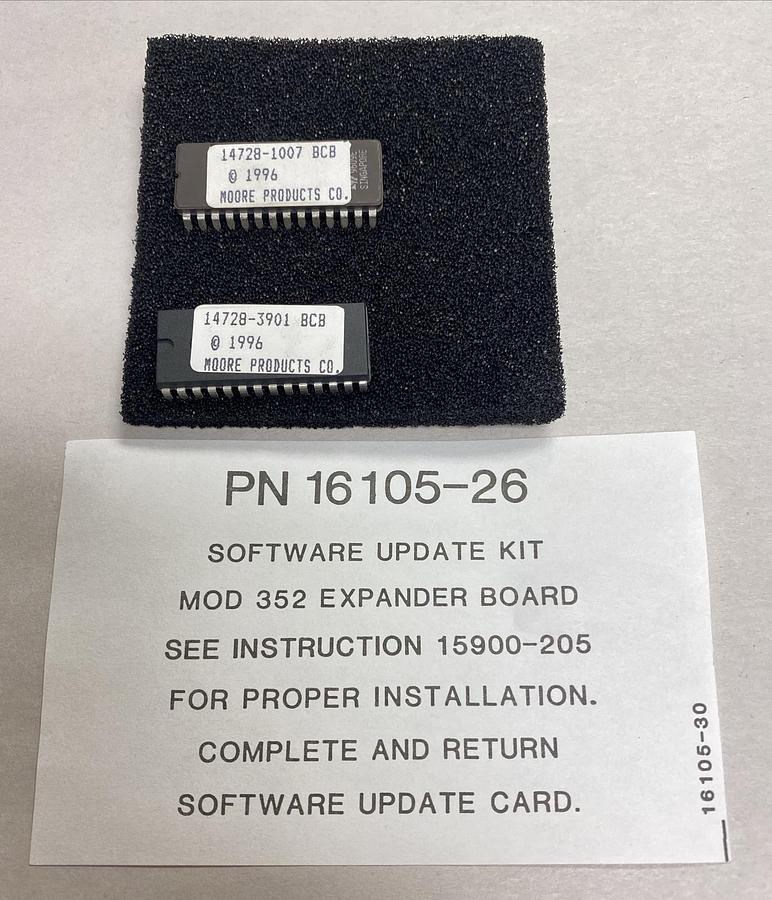 14728-1007 BCB
© 1996
MOORE PRODUCTS CO.
9609E
SINGAPORE
14728-3901 BCB
© 1996
MOORE PRODUCTS CO.
PN 16105-26
SOFTWARE UPDATE KIT
MOD 352 EXPANDER BOARD
SEE INSTRUCTION 15900-205
FOR PROPER INSTALLATION.
COMPLETE AND RETURN
SOFTWARE UPDATE CARD.
16105-30